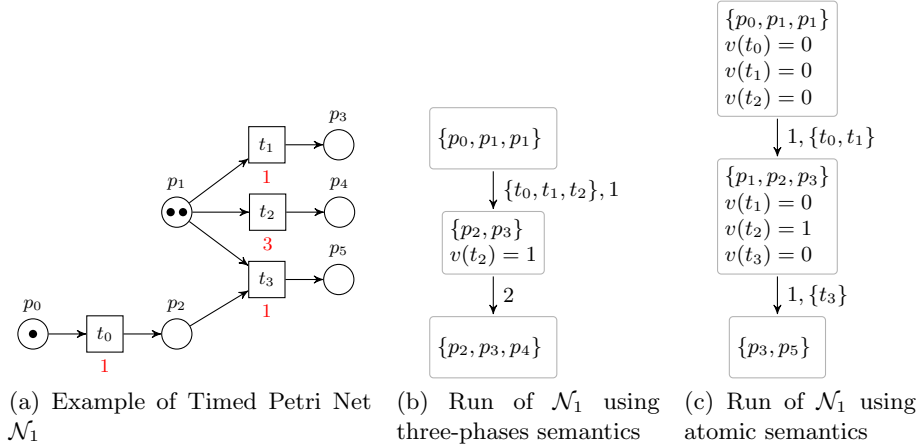 p₃
t₁
1
p₁
p₄
t₂
3
p₅
t₃
1
p₀
p₂
t₀
1
(a) Example of Timed Petri Net
𝒩₁
{p₀, p₁, p₁}
{t₀, t₁, t₂}, 1
{p₂, p₃}
v(t₂) = 1
2
{p₂, p₃, p₄}
(b) Run of 𝒩₁ using
three-phases semantics
{p₀, p₁, p₁}
v(t₀) = 0
v(t₁) = 0
v(t₂) = 0
1, {t₀, t₁}
{p₁, p₂, p₃}
v(t₁) = 0
v(t₂) = 1
v(t₃) = 0
1, {t₃}
{p₃, p₅}
(c) Run of 𝒩₁ using
atomic semantics